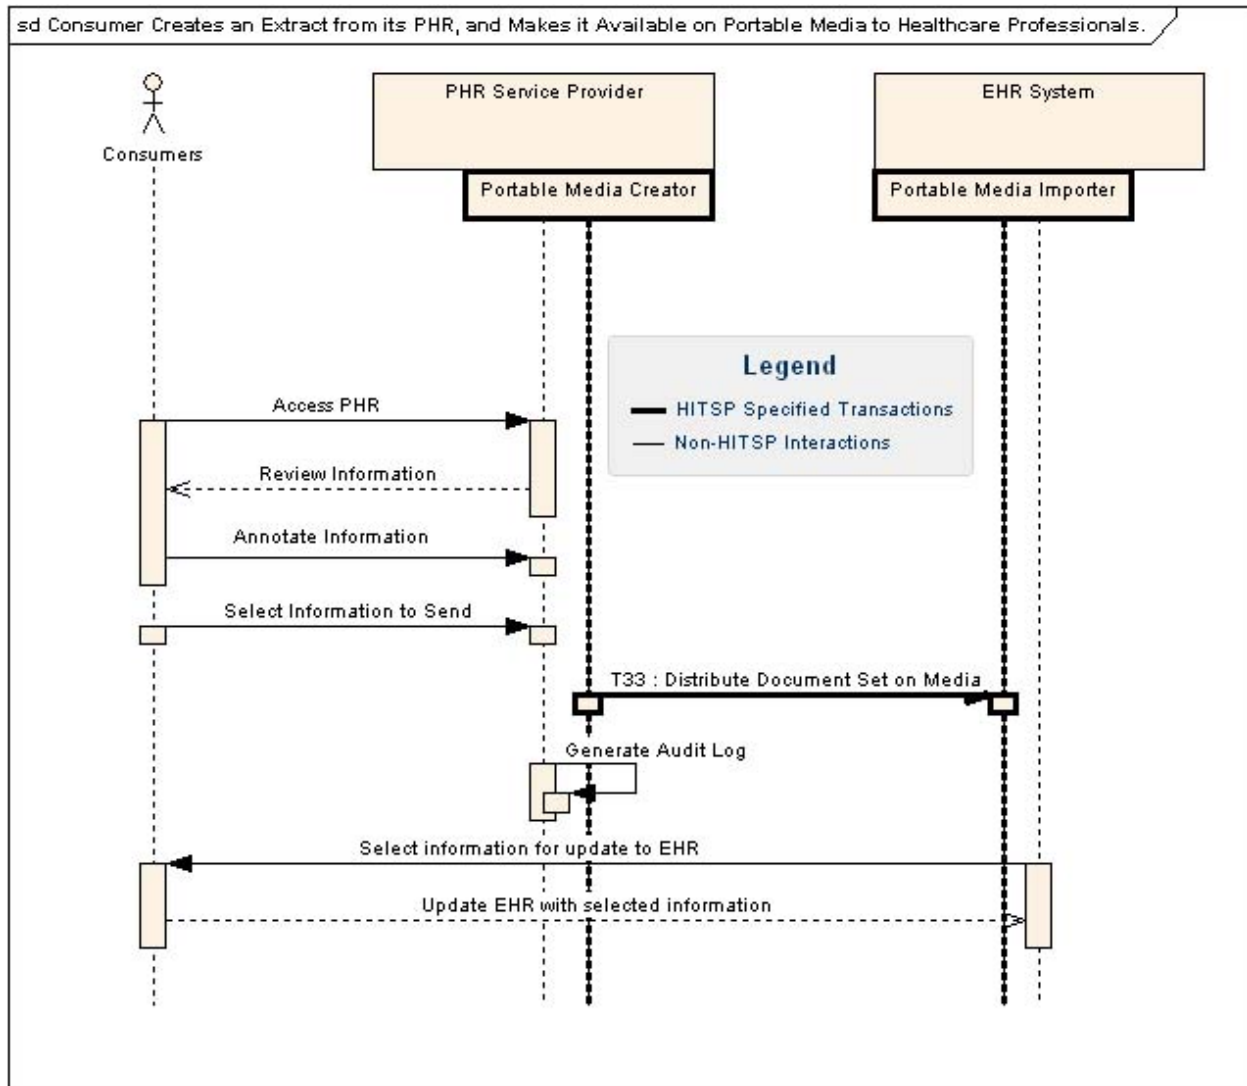 sd Consumer Creates an Extract from its PHR, and Makes it Available on Portable Media to Healthcare Professionals.
PHR Service Provider
EHR System
Consumers
Portable Media Creator
Portable Media Importer
Legend
HITSP Specified Transactions
Non-HITSP Interactions
Access PHR
Review Information
Annotate Information
Select Information to Send
T33 : Distribute Document Set on Media
Generate Audit Log
Select information for update to EHR
Update EHR with selected information